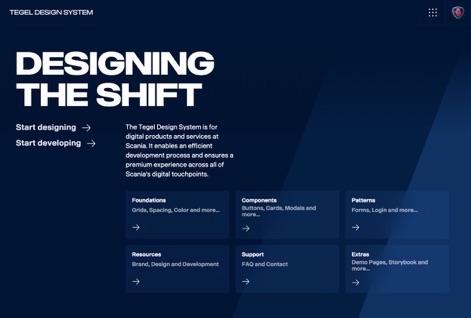 TEGEL DESIGN SYSTEM
DESIGNING
THE SHIFT
Start designing
Start developing
The Tegel Design System is for
digital products and services at
Scania. It enables an efficient
development process and ensures a
premium experience across all of
Scania's digital touchpoints.
Foundations
Grids, Spacing, Color and more...
Components
Buttons, Cards, Modals and
more...
Patterns
Forms, Login and more...
Resources
Brand, Design and Development
Support
FAQ and Contact
Extras
Demo Pages, Storybook and
more...